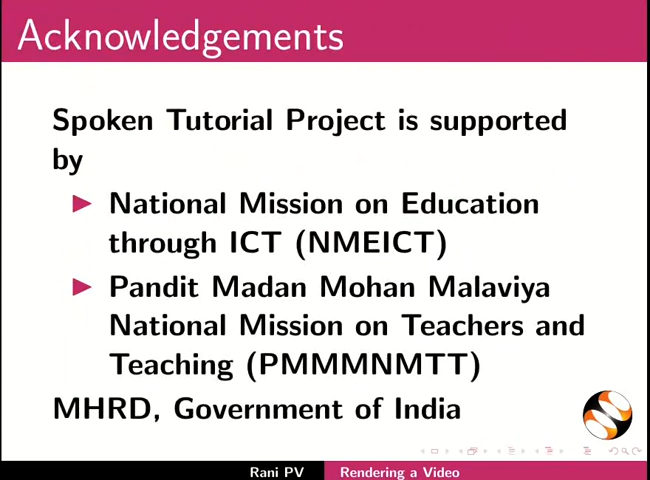 Acknowledgements
Spoken Tutorial Project is supported
by
National Mission on Education
through ICT (NMEICT)
Pandit Madan Mohan Malaviya
National Mission on Teachers and
Teaching (PMMMNMTT)
MHRD, Government of India
Rani PV Rendering a Video